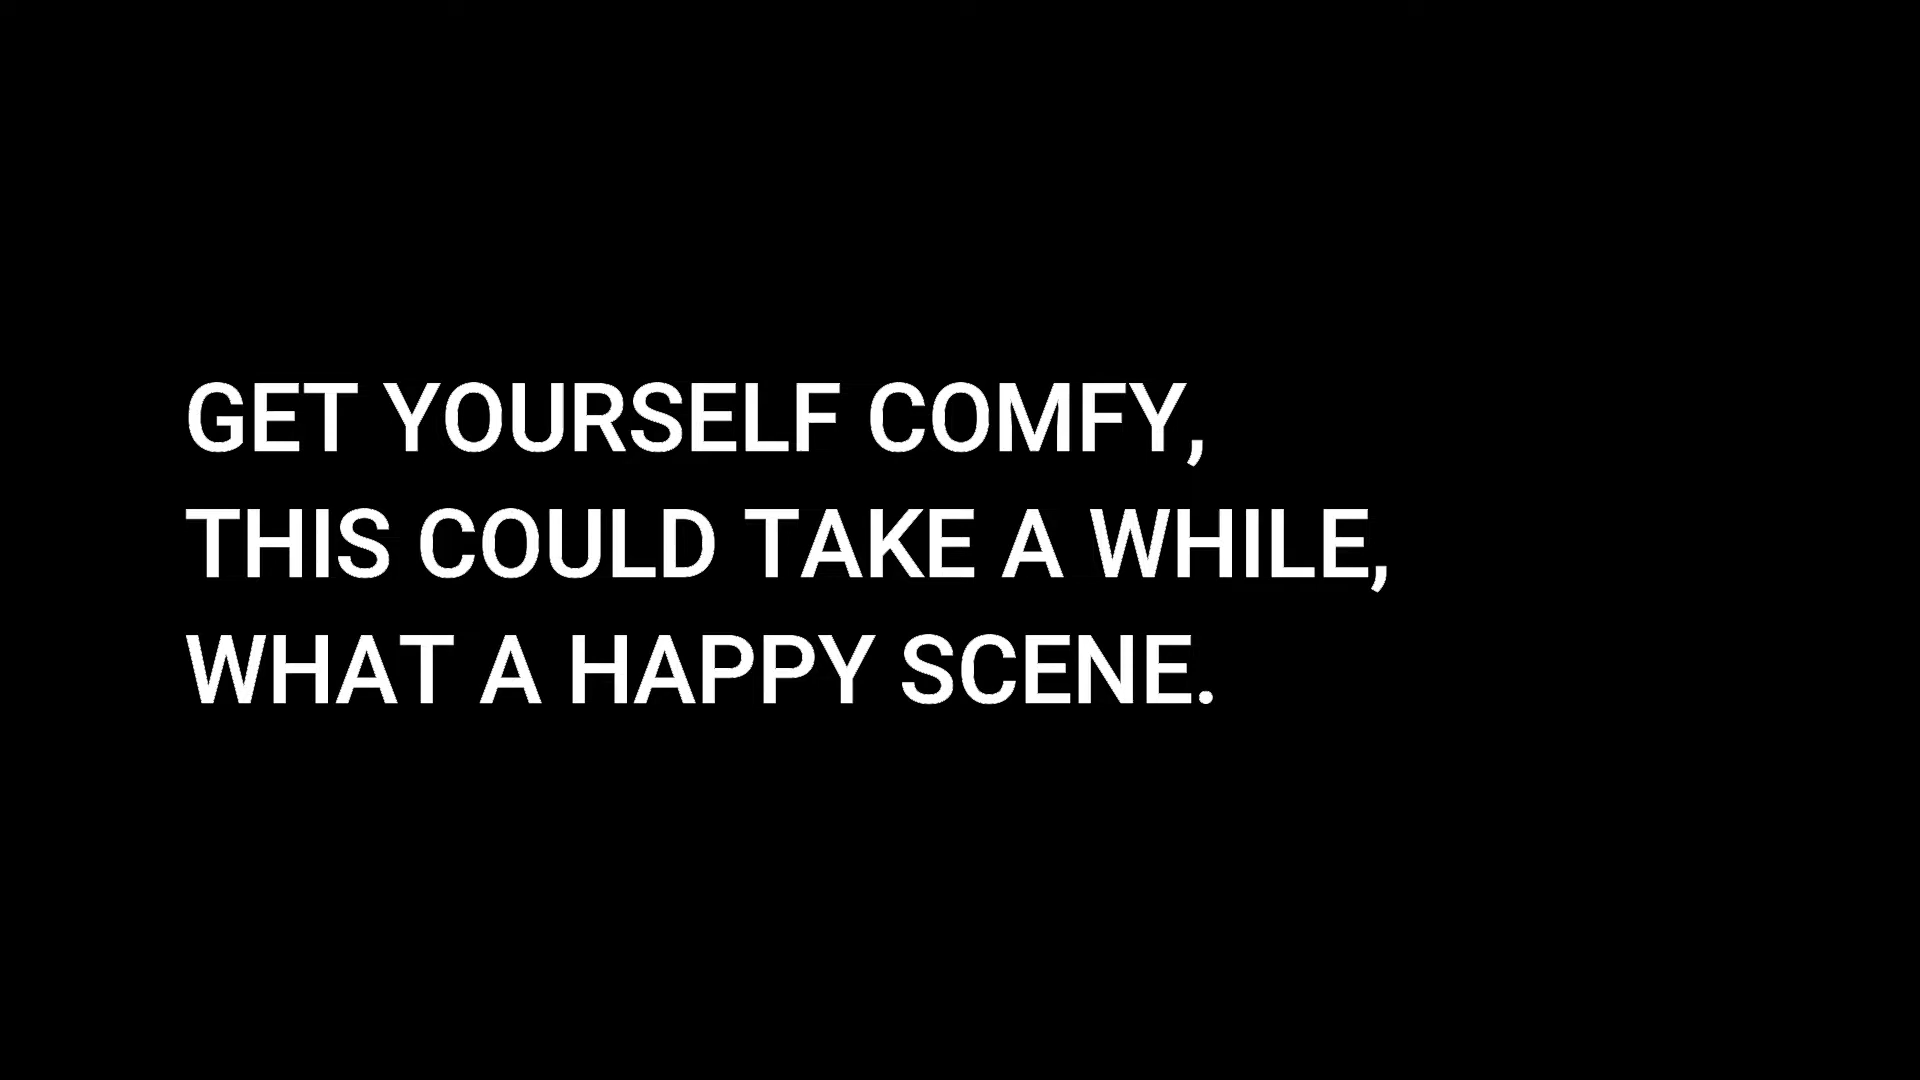 GET YOURSELF COMFY,
THIS COULD TAKE A WHILE,
WHAT A HAPPY SCENE.